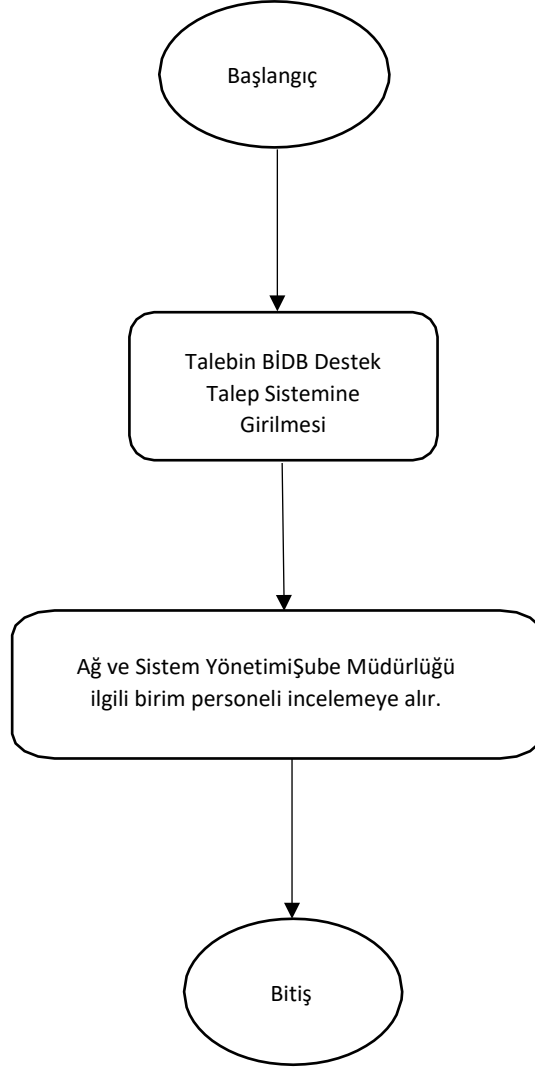 Başlangıç
Talebin BİDB Destek
Talep Sistemine
Girilmesi
Ağ ve Sistem YönetimiŞube Müdürlüğü
ilgili birim personeli incelemeye alır.
Bitiş